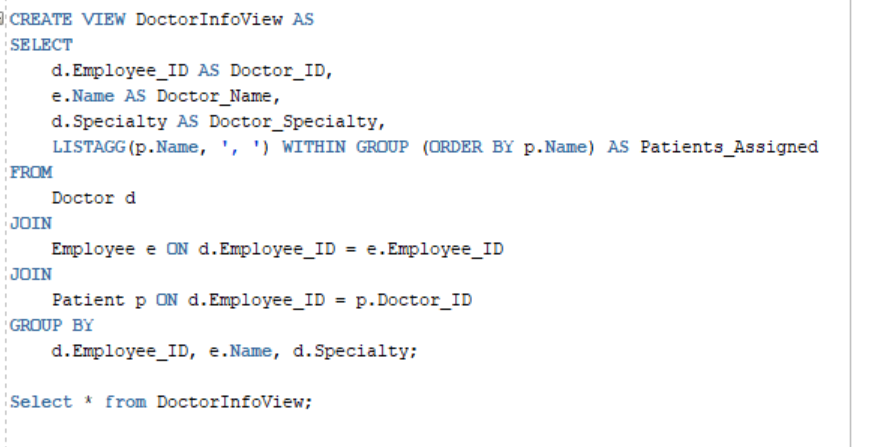 CREATE VIEW DoctorInfoView AS
SELECT
d.Employee_ID AS Doctor_ID,
e.Name AS Doctor_Name,
d.Specialty AS Doctor_Specialty,
LISTAGG(p.Name, ', ') WITHIN GROUP (ORDER BY p.Name) AS Patients_Assigned
FROM
Doctor d
JOIN
Employee e ON d.Employee_ID = e.Employee_ID
JOIN
Patient p ON d.Employee_ID = p.Doctor_ID
GROUP BY
d.Employee_ID, e.Name, d.Specialty;
Select * from DoctorInfoView;